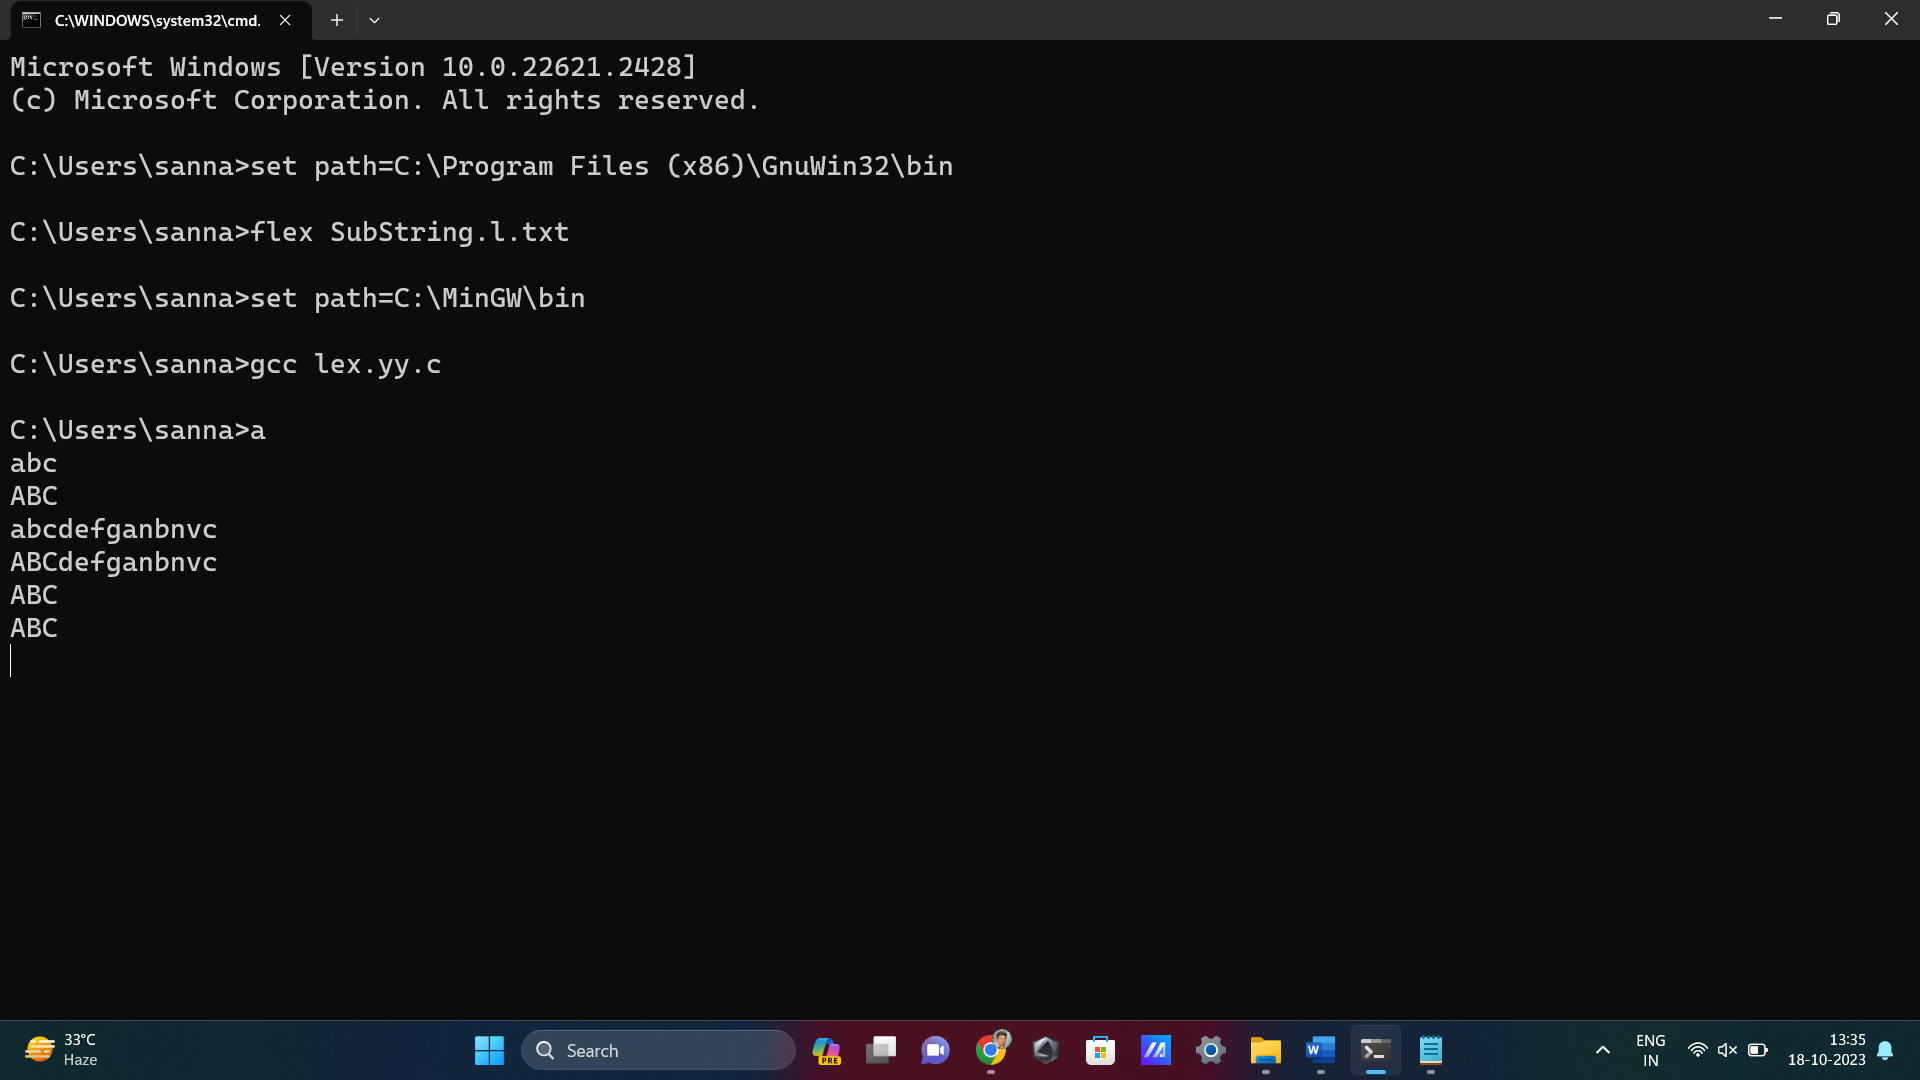 C:\WINDOWS\system32\cmd.
Microsoft Windows [Version 10.0.22621.2428]
(c) Microsoft Corporation. All rights reserved.
C:\Users\sanna>set path=C:\Program Files (x86)\GnuWin32\bin
C:\Users\sanna>flex SubString.l.txt
C:\Users\sanna>set path=C:\MinGW\bin
C:\Users\sanna>gcc lex.yy.c
C:\Users\sanna>a
abc
ABC
abcdefganbnvc
ABCdefganbnvc
ABC
ABC
33°C
Haze
Search
PRE
W
ENG
IN
13:35
18-10-2023